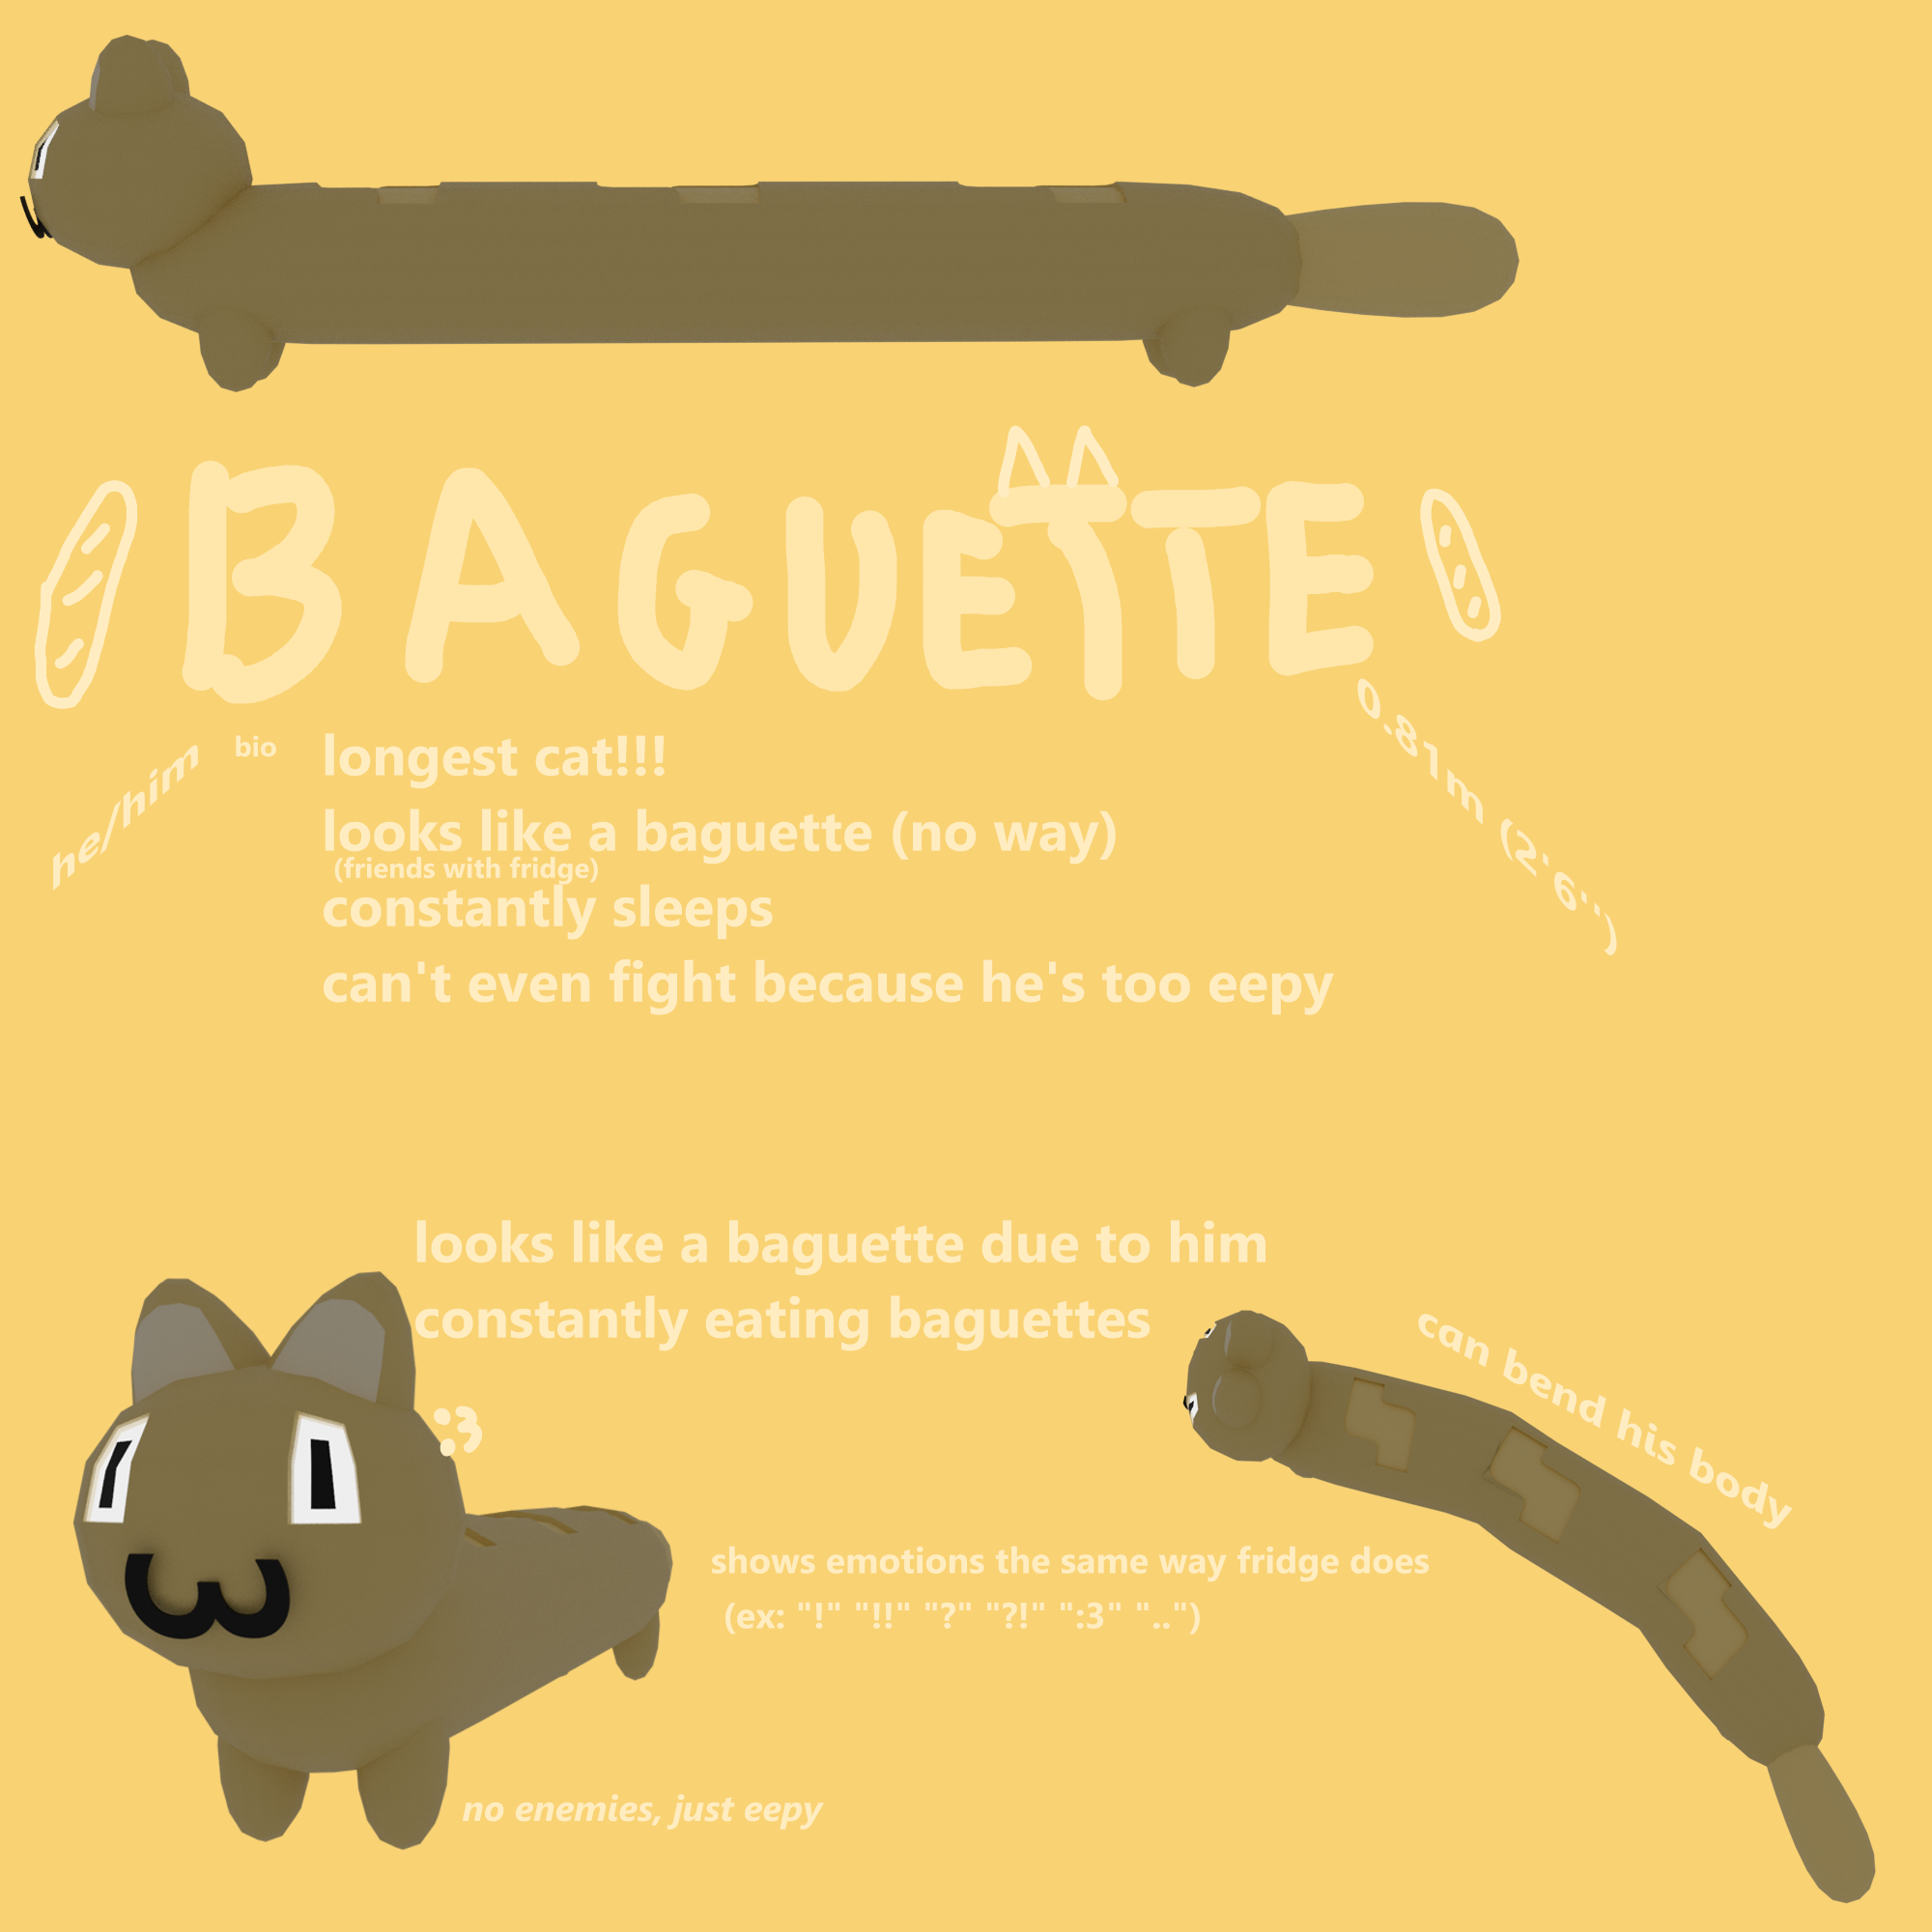 BAGUETTE
he/him
bio
longest cat!!!
looks like a baguette (no way)
(friends with fridge)
constantly sleeps
can't even fight because he's too eepy
0.81m (2'6'')
looks like a baguette due to him
constantly eating baguettes
:3
can bend his body
shows emotions the same way fridge does
(ex: "!" "!!" "?" "?!" ":3" "..")
no enemies, just eepy